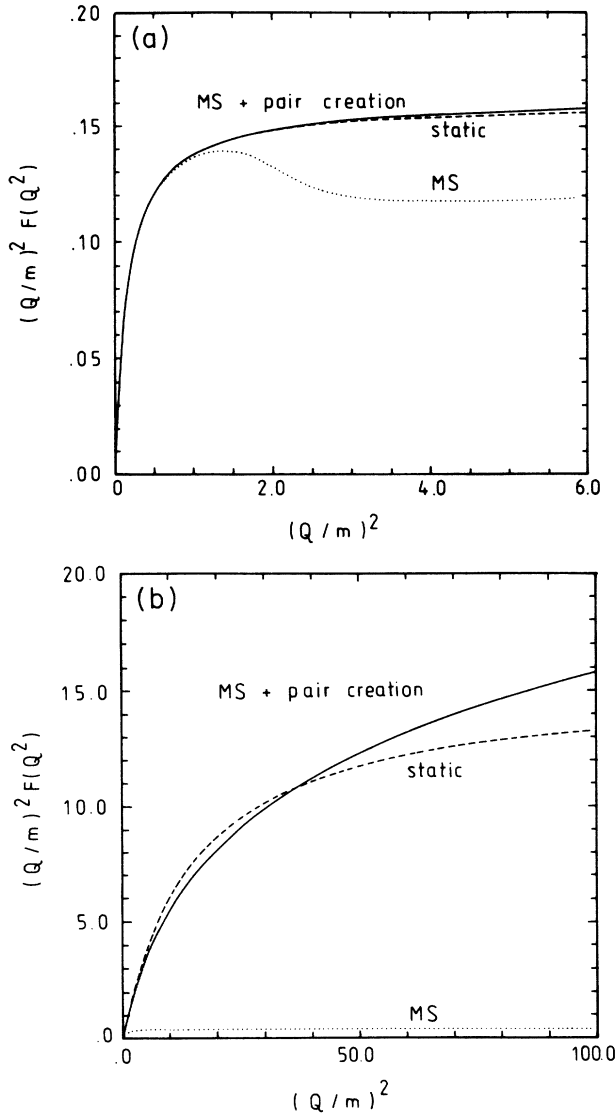 (a)
.20
.15
.10
.05
.00
(Q/m)² F(Q²)
MS + pair creation
static
MS
0 2.0 4.0 6.0
(Q/m)²
(b)
20.0
15.0
10.0
5.0
.0
(Q/m)² F(Q²)
MS + pair creation
static
MS
.0 50.0 100.0
(Q/m)²